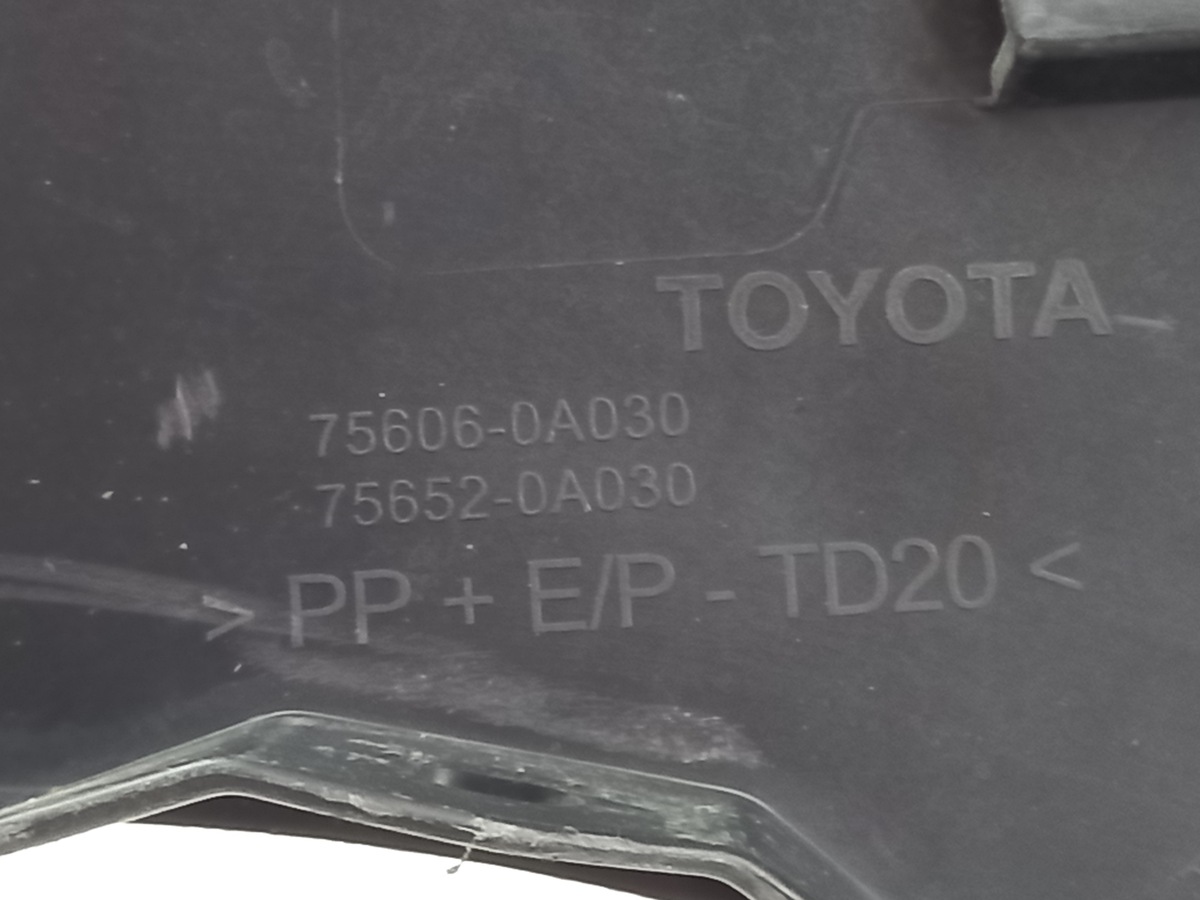 TOYOTA
75606-0A030
75652-0A030
> PP + E/P - TD20 <